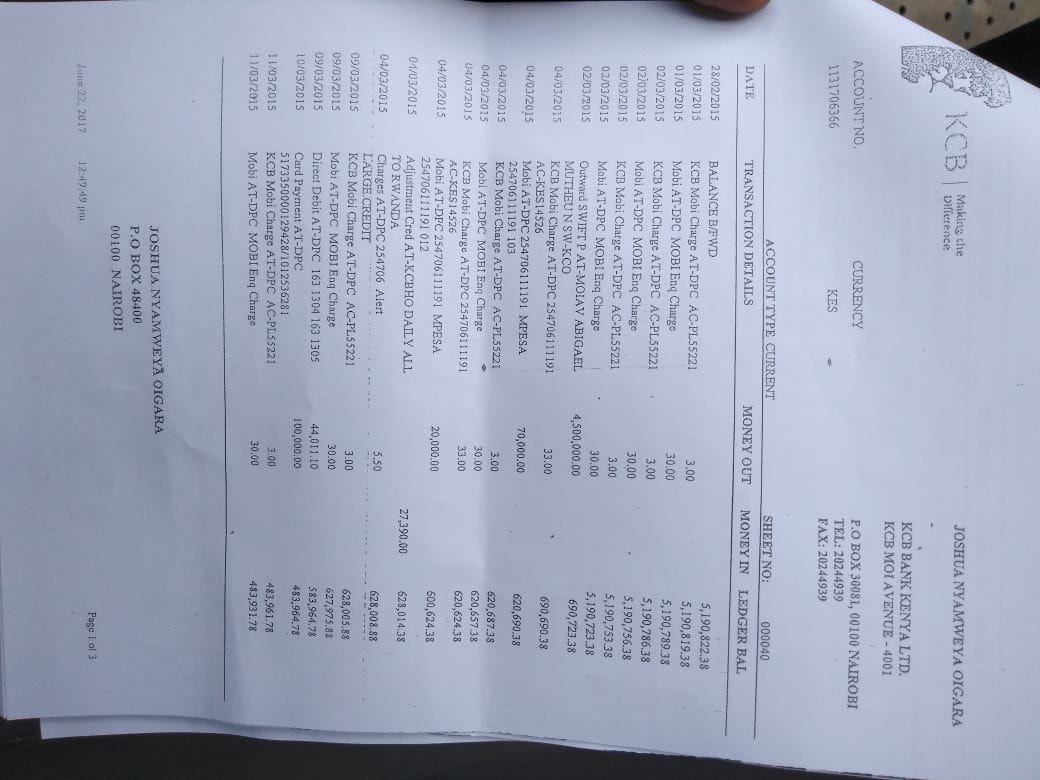 KCB | Making the Difference
JOSHUA NYAMWEYA OIGARA
KCB BANK KENYA LTD.
KCB MOI AVENUE - 4001
P.O BOX 30081, 00100 NAIROBI
TEL: 20244939
FAX: 20244939
ACCOUNT NO. CURRENCY
1131706366 KES
ACCOUNT TYPE CURRENT SHEET NO: 000040
DATE TRANSACTION DETAILS MONEY OUT MONEY IN LEDGER BAL
28/02/2015 BALANCE B/FWD 5,190,822.38
01/03/2015 KCB Mobi Charge AT-DPC AC-PL55221 3.00 5,190,819.38
01/03/2015 Mobi AT-DPC MOBI Enq Charge 30.00 5,190,789.38
02/03/2015 KCB Mobi Charge AT-DPC AC-PL55221 3.00 5,190,786.38
02/03/2015 Mobi AT-DPC MOBI Enq Charge 30.00 5,190,756.38
02/03/2015 KCB Mobi Charge AT-DPC AC-PL55221 3.00 5,190,753.38
02/03/2015 Mobi AT-DPC MOBI Enq Charge 30.00 5,190,723.38
02/03/2015 Outward SWIFT P AT-MOIAV ABIGAEL 4,500,000.00 690,723.38
MUTHEU N SW-KCO
04/03/2015 KCB Mobi Charge AT-DPC 254706111191 33.00 690,690.38
AC-KES14526
04/03/2015 Mobi AT-DPC 254706111191 MPESA 70,000.00 620,690.38
254706111191 103
04/03/2015 KCB Mobi Charge AT-DPC AC-PL55221 3.00 620,687.38
04/03/2015 Mobi AT-DPC MOBI Enq Charge 30.00 620,657.38
04/03/2015 KCB Mobi Charge AT-DPC 254706111191 33.00 620,624.38
AC-KES14526
04/03/2015 Mobi AT-DPC 254706111191 MPESA 20,000.00 600,624.38
254706111191 012
04/03/2015 Adjustment Cred AT-KCBHO DAILY ALL 27,390.00 628,014.38
TO RWANDA
04/03/2015 Charges AT-DPC 254706 Alert 5.50 628,008.88
LARGE CREDIT
09/03/2015 KCB Mobi Charge AT-DPC AC-PL55221 3.00 628,005.88
09/03/2015 Mobi AT-DPC MOBI Enq Charge 30.00 627,975.88
09/03/2015 Direct Debit AT-DPC 163 1304 163 1305 44,011.10 583,964.78
10/03/2015 Card Payment AT-DPC 100,000.00 483,964.78
5173350000199428/1012536281
11/03/2015 KCB Mobi Charge AT-DPC AC-PL55221 3.00 483,961.78
11/03/2015 Mobi AT-DPC MOBI Enq Charge 30.00 483,931.78
JOSHUA NYAMWEYA OIGARA
P.O BOX 48400
00100 NAIROBI
June 22, 2017 12:49:49 pm Page 1 of 3